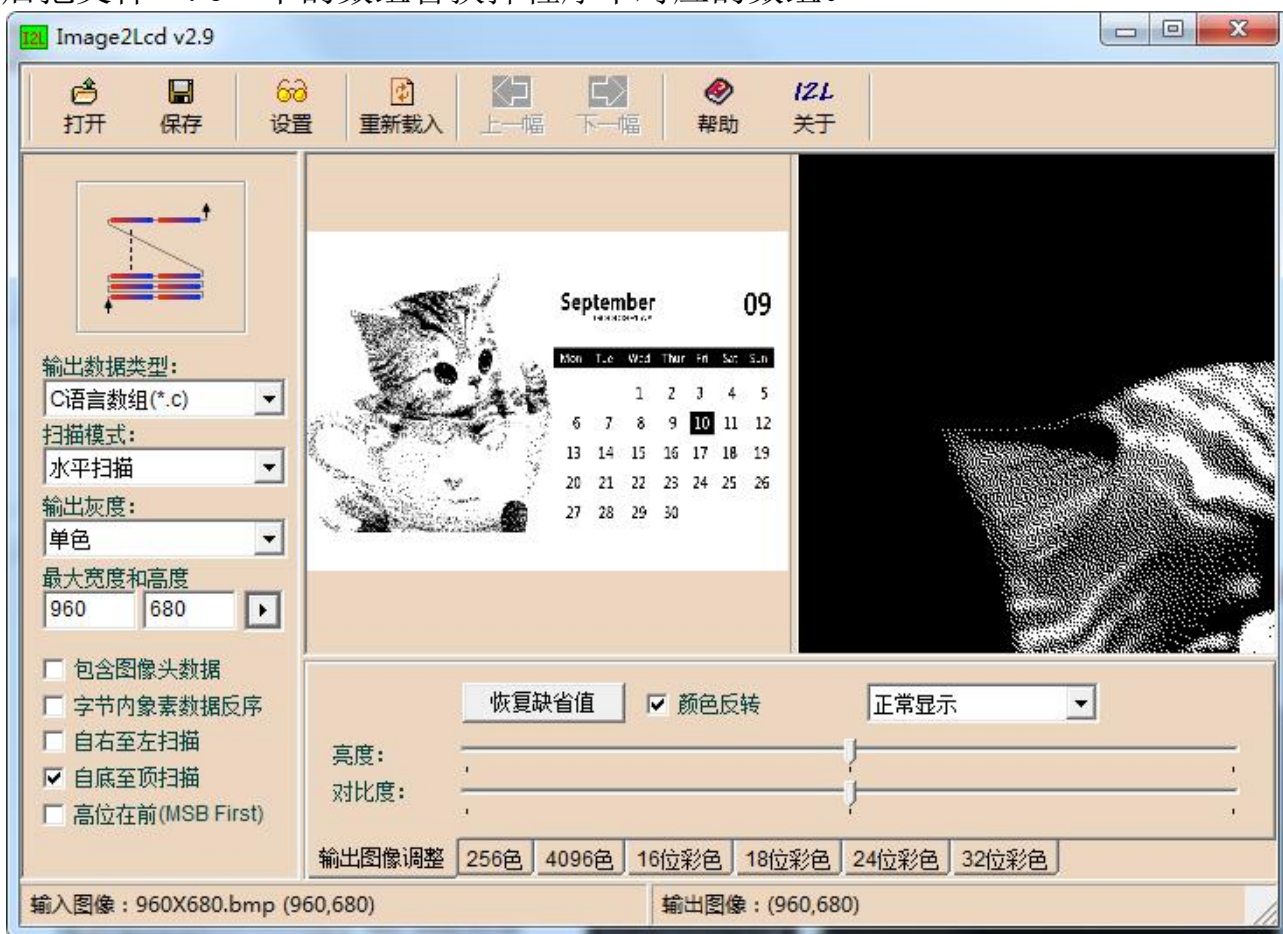 Image2Lcd v2.9
打开 保存 设置 重新载入 上一幅 下一幅 帮助 关于
输出数据类型:
C语言数组(*.c)
扫描模式:
水平扫描
输出灰度:
单色
最大宽度和高度
960 680
包含图像头数据
字节内象素数据反序
自右至左扫描
自底至顶扫描
高位在前(MSB First)
September 09
Mon Tue Wed Thur Fri Sat Sun
1 2 3 4 5
6 7 8 9 10 11 12
13 14 15 16 17 18 19
20 21 22 23 24 25 26
27 28 29 30
恢复缺省值 颜色反转 正常显示
亮度:
对比度:
输出图像调整 256色 4096色 16位彩色 18位彩色 24位彩色 32位彩色
输入图像:960X680.bmp (960,680) 输出图像:(960,680)